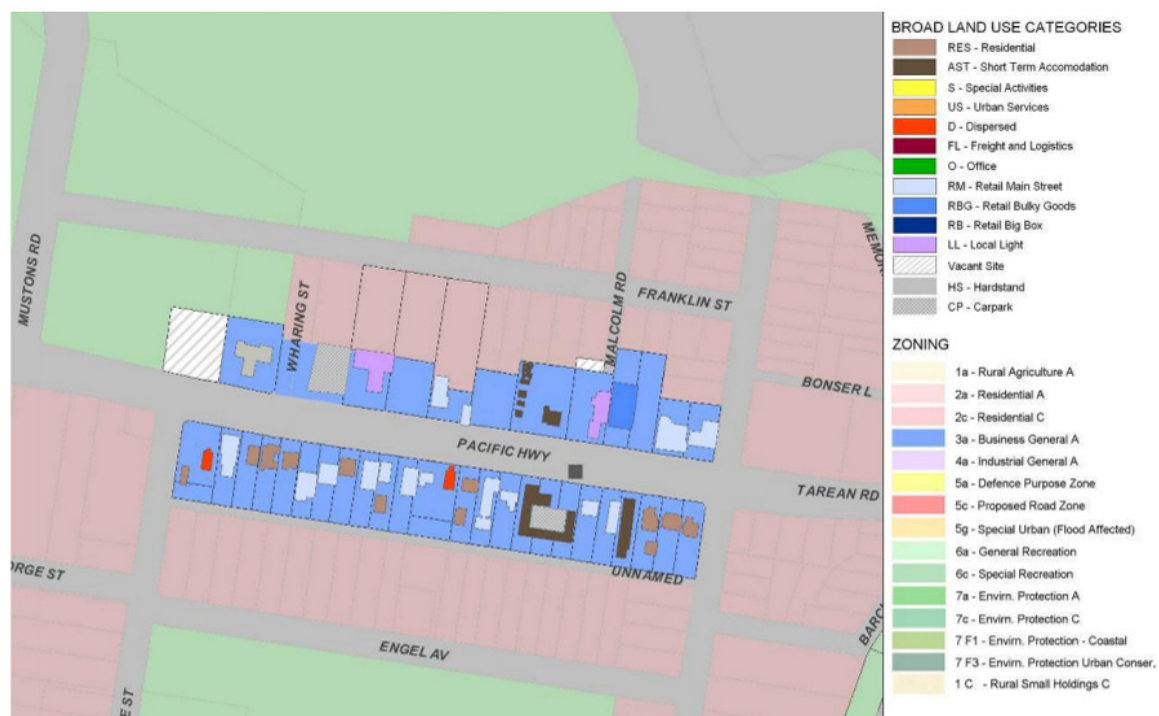 MUSTONS RD
WHARING ST
MALCOLM RD
FRANKLIN ST
BONSER L
PACIFIC HWY
TAREAN RD
UNNAMED
ORGE ST
ENGEL AV
E ST
BROAD LAND USE CATEGORIES
RES - Residential
AST - Short Term Accomodation
S - Special Activities
US - Urban Services
D - Dispersed
FL - Freight and Logistics
O - Office
RM - Retail Main Street
RBG - Retail Bulky Goods
RB - Retail Big Box
LL - Local Light
Vacant Site
HS - Hardstand
CP - Carpark
ZONING
1a - Rural Agriculture A
2a - Residential A
2c - Residential C
3a - Business General A
4a - Industrial General A
5a - Defence Purpose Zone
5c - Proposed Road Zone
5g - Special Urban (Flood Affected)
6a - General Recreation
6c - Special Recreation
7a - Envirn. Protection A
7c - Envirn. Protection C
7 F1 - Envirn. Protection - Coastal
7 F3 - Envirn. Protection Urban Conser,
1 C - Rural Small Holdings C